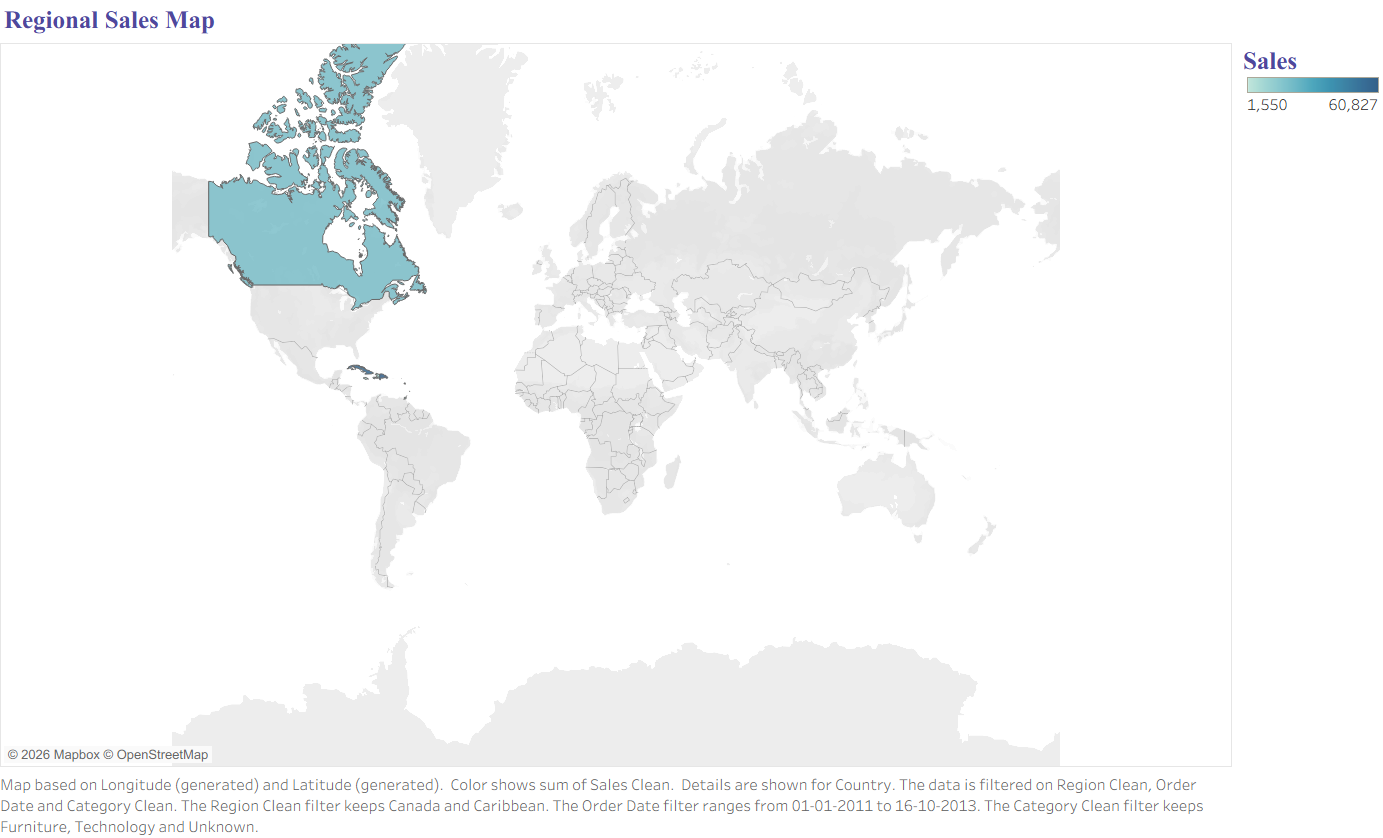 Regional Sales Map
Sales
1,550 60,827
© 2026 Mapbox © OpenStreetMap
Map based on Longitude (generated) and Latitude (generated).  Color shows sum of Sales Clean.  Details are shown for Country. The data is filtered on Region Clean, Order
Date and Category Clean. The Region Clean filter keeps Canada and Caribbean. The Order Date filter ranges from 01-01-2011 to 16-10-2013. The Category Clean filter keeps
Furniture, Technology and Unknown.